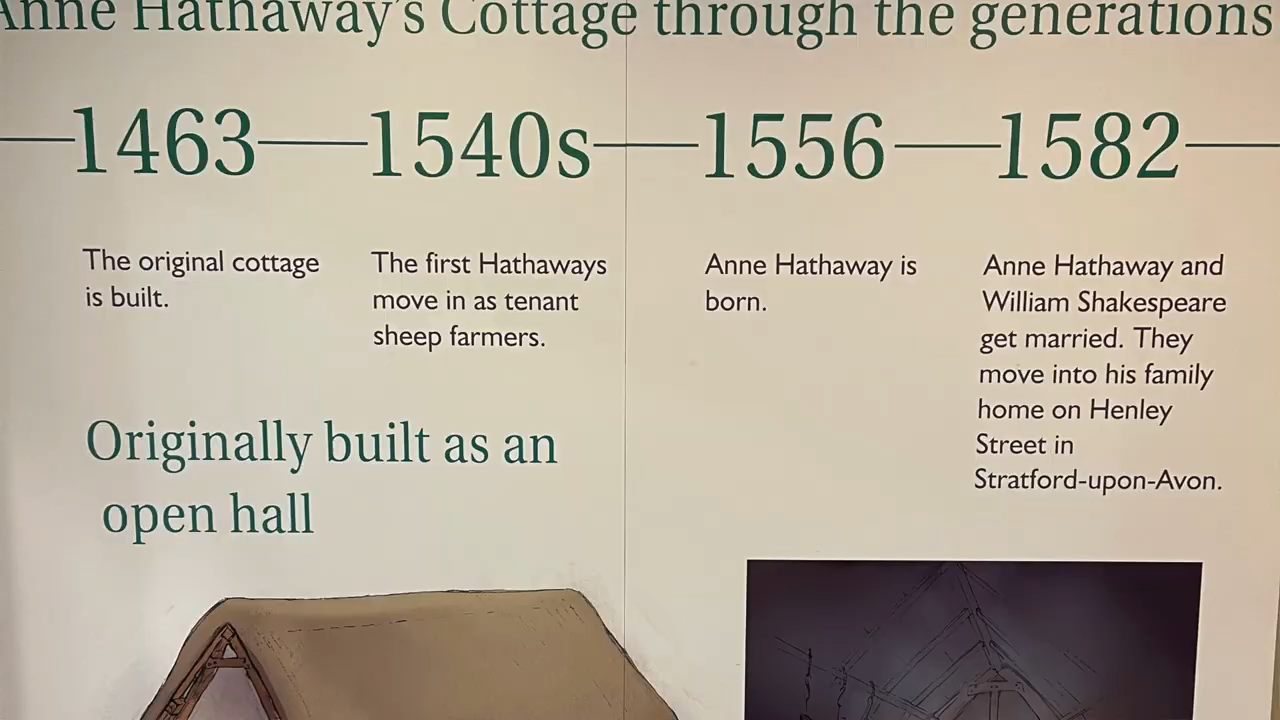 Anne Hathaway's Cottage through the generations
1463
1540s
1556
1582
The original cottage
is built.
The first Hathaways
move in as tenant
sheep farmers.
Anne Hathaway is
born.
Anne Hathaway and
William Shakespeare
get married. They
move into his family
home on Henley
Street in
Stratford-upon-Avon.
Originally built as an
open hall